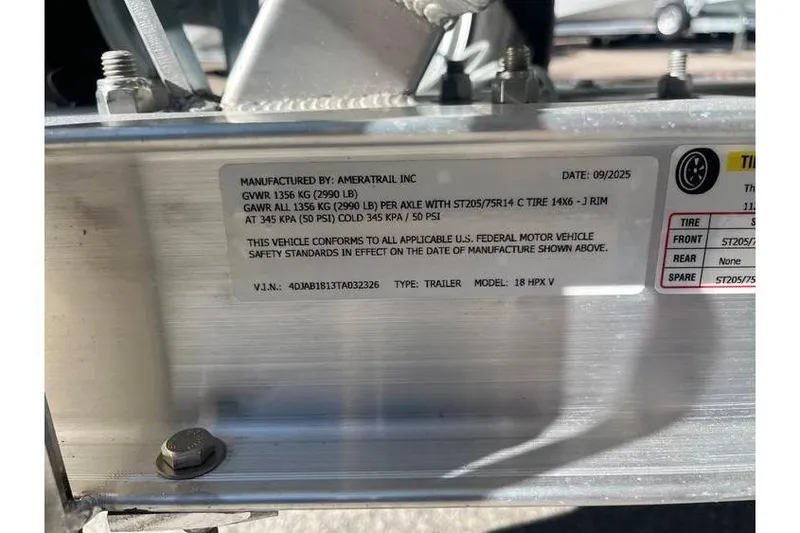 MANUFACTURED BY: AMERATRAIL INC DATE: 09/2025
GVWR 1356 KG (2990 LB)
GAWR ALL 1356 KG (2990 LB) PER AXLE WITH ST205/75R14 C TIRE 14X6 - J RIM
AT 345 KPA (50 PSI) COLD 345 KPA / 50 PSI
THIS VEHICLE CONFORMS TO ALL APPLICABLE U.S. FEDERAL MOTOR VEHICLE
SAFETY STANDARDS IN EFFECT ON THE DATE OF MANUFACTURE SHOWN ABOVE.
V.I.N.: 4DJAB1813TA032326 TYPE: TRAILER MODEL: 18 HPX V
TI
Th
11
TIRE S
FRONT ST205/7
REAR None
SPARE ST205/75